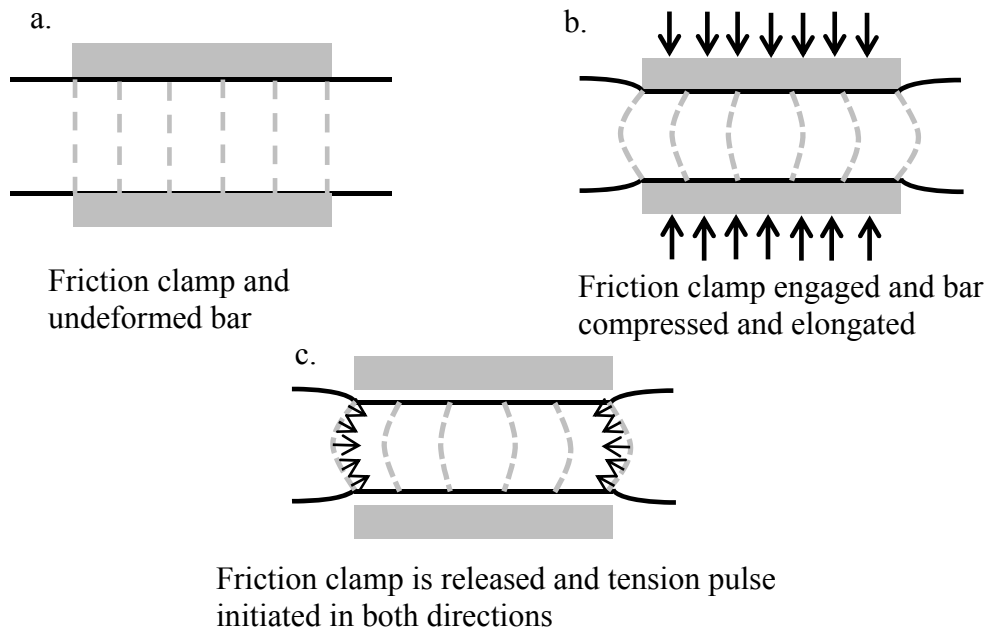 a.
Friction clamp and
undeformed bar
b.
Friction clamp engaged and bar
compressed and elongated
c.
Friction clamp is released and tension pulse
initiated in both directions